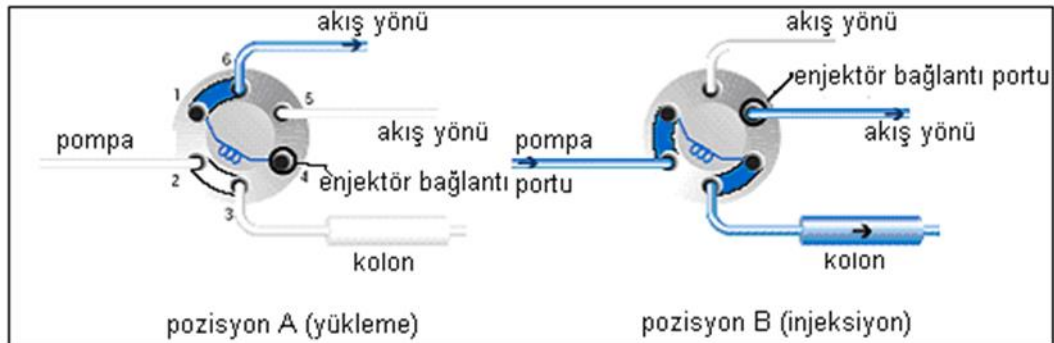 akış yönü
6
1
5
pompa
akış yönü
2
4
enjektör bağlantı portu
3
kolon
pozisyon A (yükleme)
akış yönü
enjektör bağlantı portu
akış yönü
pompa
kolon
pozisyon B (injeksiyon)